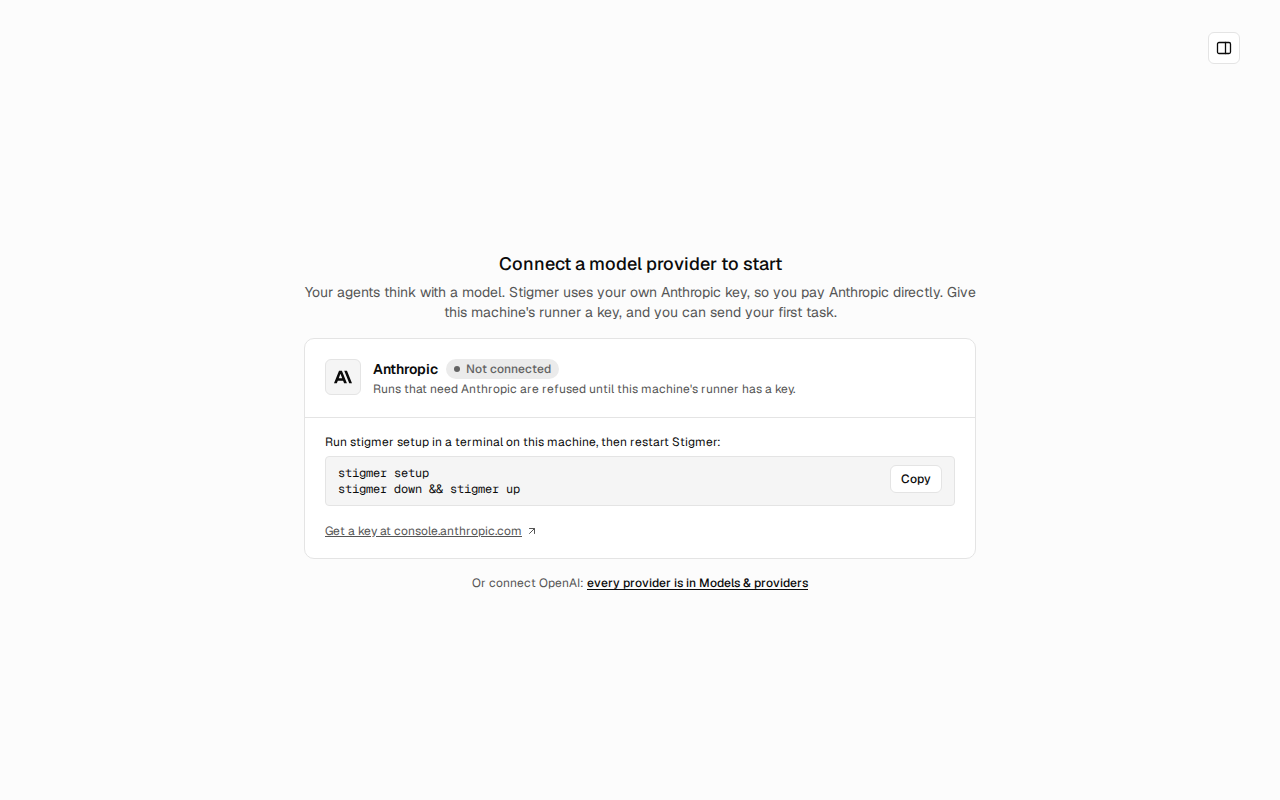 Connect a model provider to start
Your agents think with a model. Stigmer uses your own Anthropic key, so you pay Anthropic directly. Give
this machine's runner a key, and you can send your first task.
Anthropic
Not connected
Runs that need Anthropic are refused until this machine's runner has a key.
Run stigmer setup in a terminal on this machine, then restart Stigmer:
stigmer setup
stigmer down && stigmer up
Copy
Get a key at console.anthropic.com
Or connect OpenAI: every provider is in Models & providers